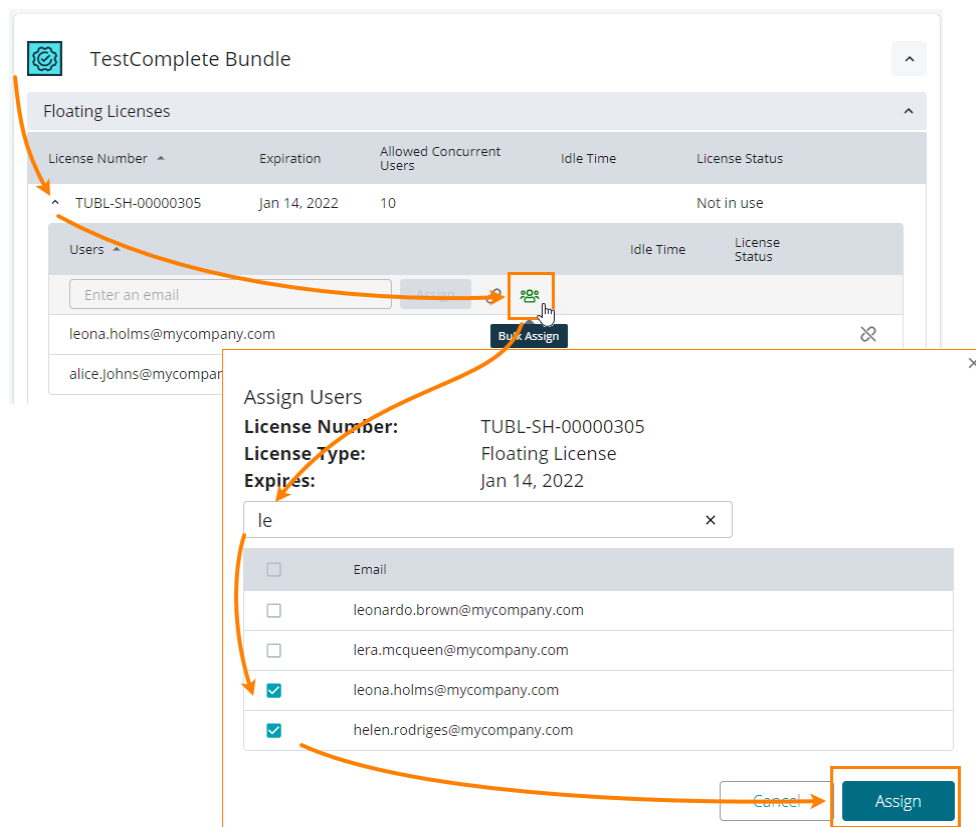 TestComplete Bundle
Floating Licenses
License Number Expiration Allowed Concurrent Users Idle Time License Status
TUBL-SH-00000305 Jan 14, 2022 10 Not in use
Users Idle Time License Status
Enter an email Assign
leona.holms@mycompany.com
Bulk Assign
alice.Johns@mycompan
Assign Users
License Number: TUBL-SH-00000305
License Type: Floating License
Expires: Jan 14, 2022
le
Email
leonardo.brown@mycompany.com
lera.mcqueen@mycompany.com
leona.holms@mycompany.com
helen.rodriges@mycompany.com
Cancel Assign